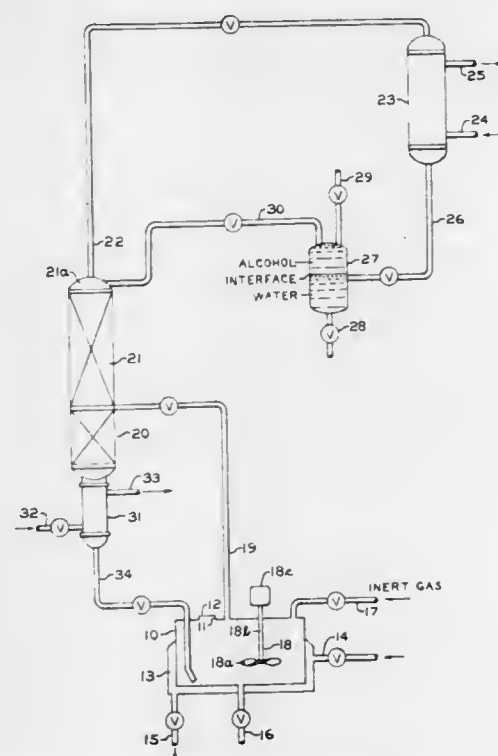 V
25
23
24
29
V
30
V
26
22
ALCOHOL
27
21a
INTERFACE
V
WATER
V
28
21
V
20
33
32
V
31
18c
19
34
INERT GAS
V
12
V
17
10
11
18b
18
14
18a
V
13
V
V
15
16